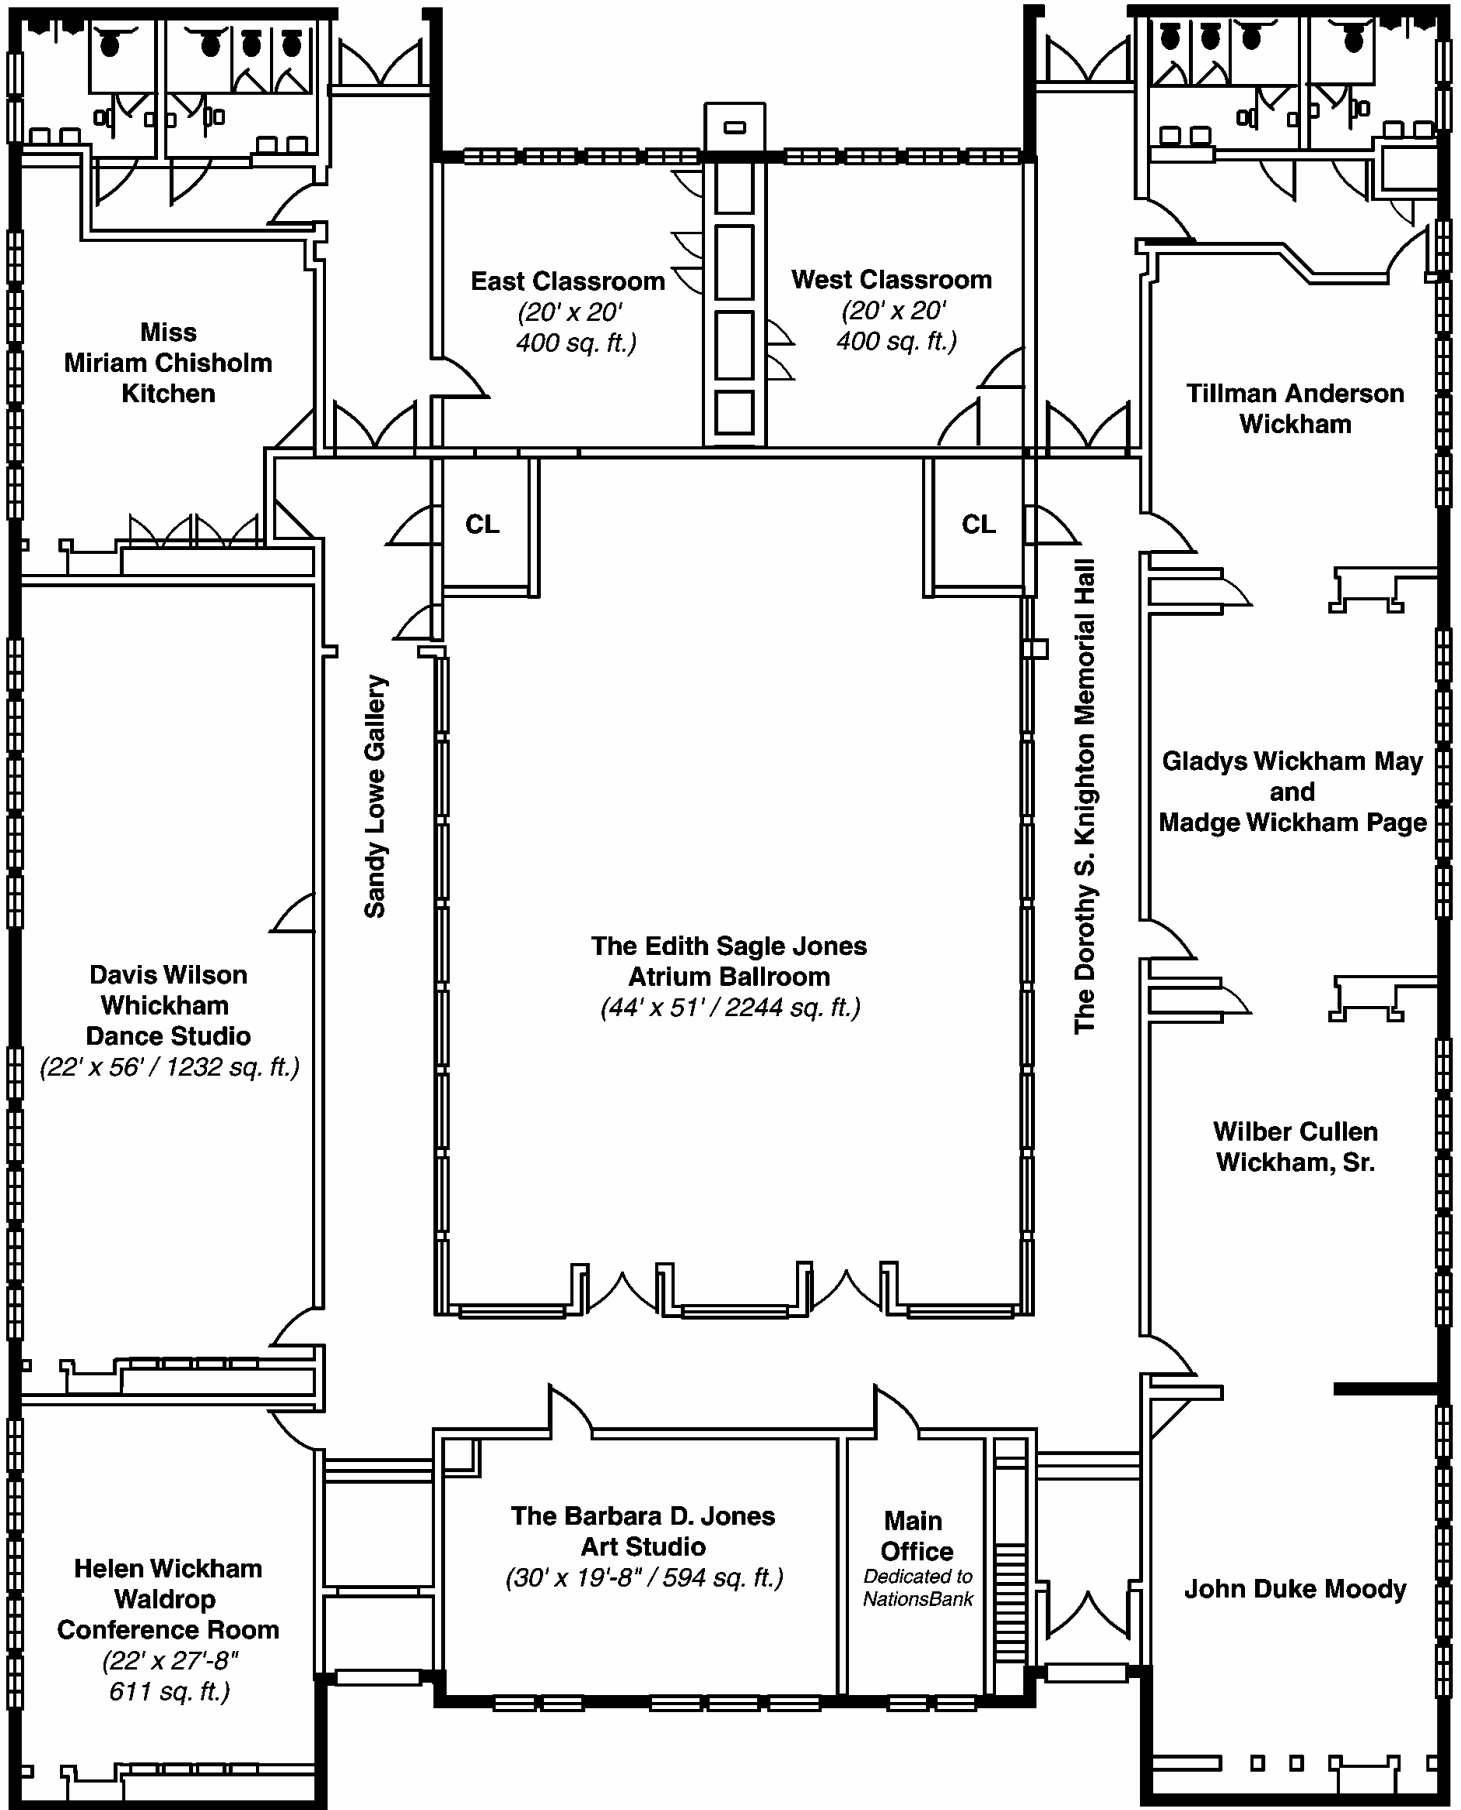 East Classroom
(20' x 20'
400 sq. ft.)
West Classroom
(20' x 20'
400 sq. ft.)
Miss
Miriam Chisholm
Kitchen
Tillman Anderson
Wickham
CL
CL
Sandy Lowe Gallery
The Dorothy S. Knighton Memorial Hall
Gladys Wickham May
and
Madge Wickham Page
The Edith Sagle Jones
Atrium Ballroom
(44' x 51' / 2244 sq. ft.)
Davis Wilson
Whickham
Dance Studio
(22' x 56' / 1232 sq. ft.)
Wilber Cullen
Wickham, Sr.
The Barbara D. Jones
Art Studio
(30' x 19'-8" / 594 sq. ft.)
Main
Office
Dedicated to
NationsBank
Helen Wickham
Waldrop
Conference Room
(22' x 27'-8"
611 sq. ft.)
John Duke Moody